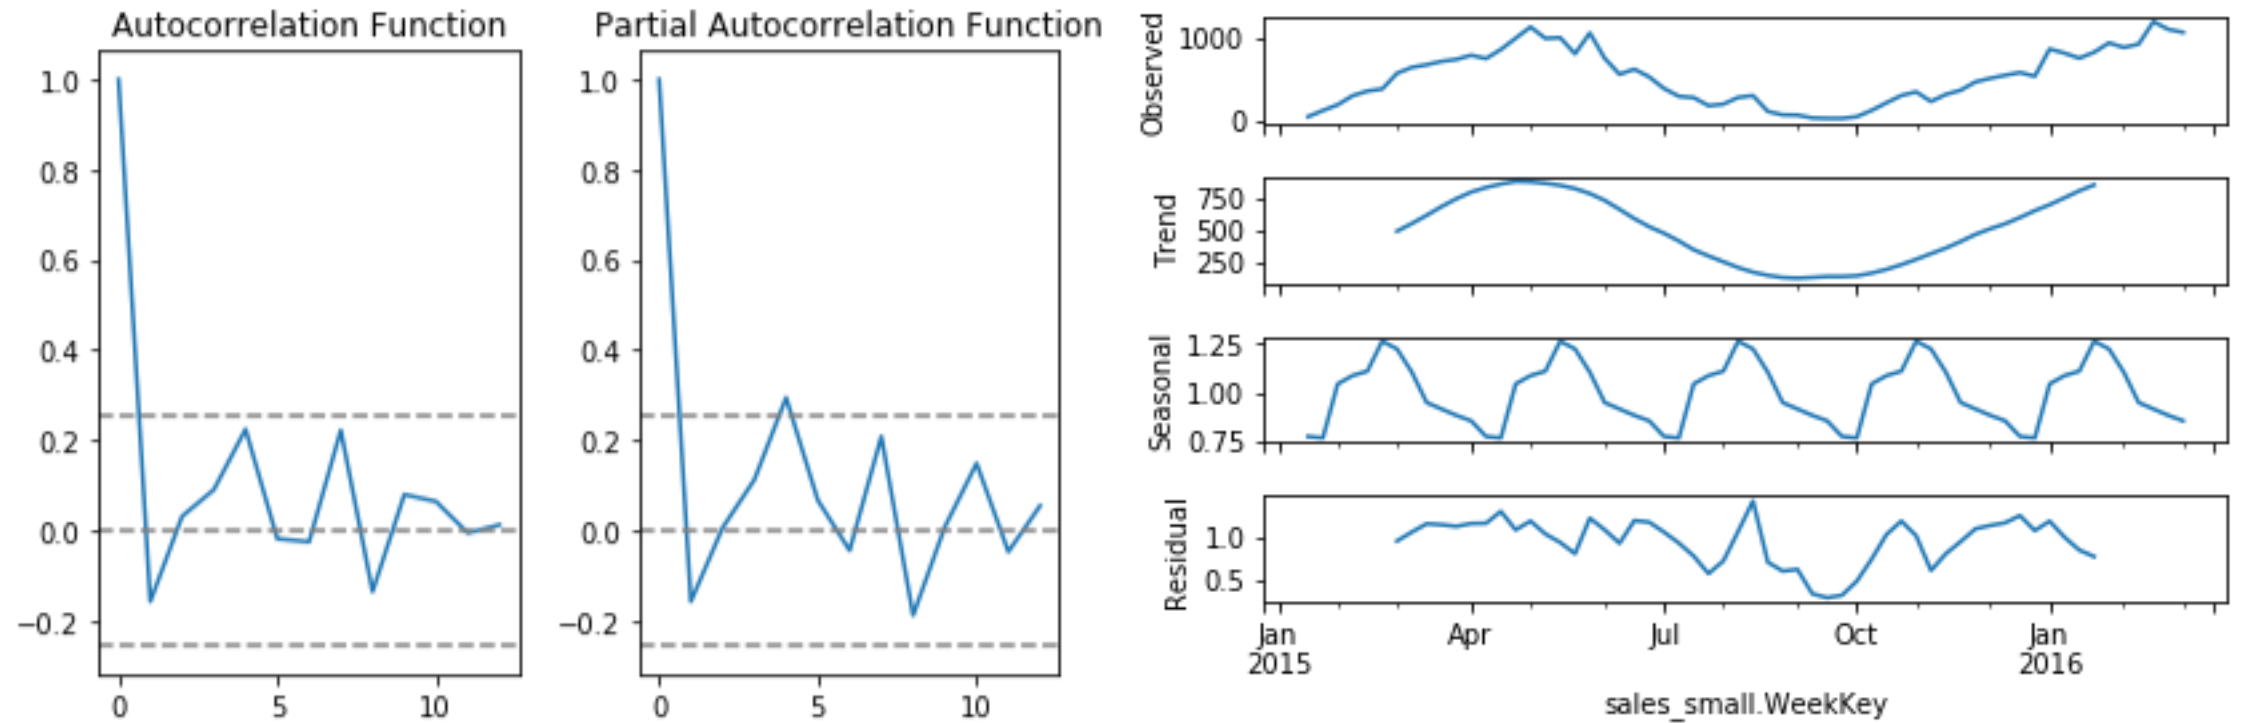 Autocorrelation Function
1.0
0.8
0.6
0.4
0.2
0.0
−0.2
0 5 10
Partial Autocorrelation Function
1.0
0.8
0.6
0.4
0.2
0.0
−0.2
0 5 10
Observed
1000
0
Trend
750
500
250
Seasonal
1.25
1.00
0.75
Residual
1.0
0.5
Jan Apr Jul Oct Jan
2015 2016
sales_small.WeekKey